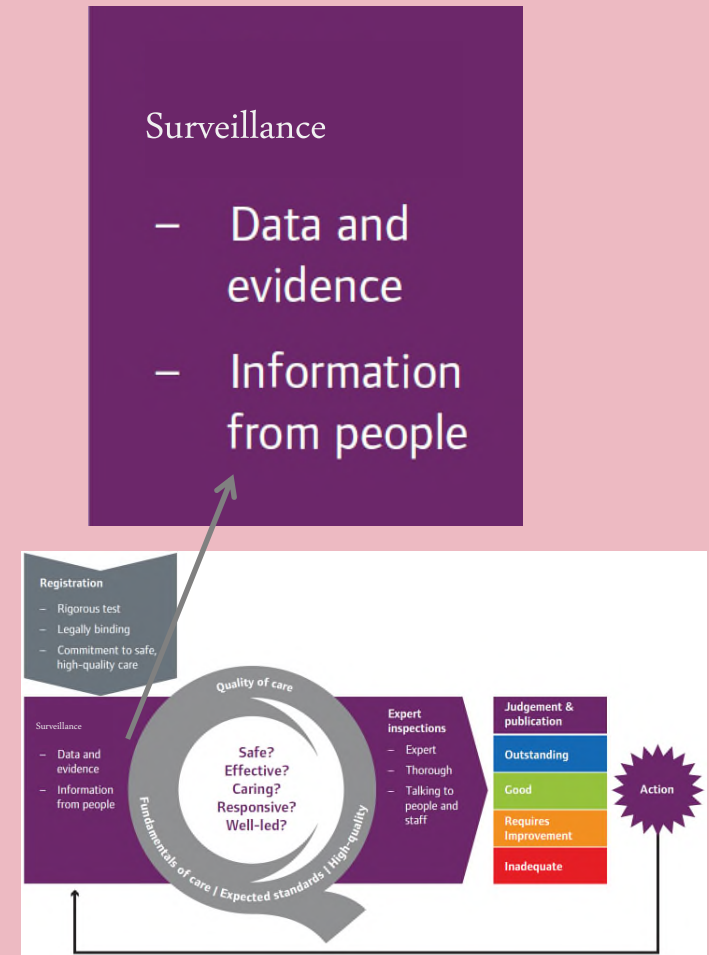 Surveillance
– Data and
evidence
– Information
from people
Registration
– Rigorous test
– Legally binding
– Commitment to safe,
high-quality care
Surveillance
– Data and
evidence
– Information
from people
Quality of care
Fundamentals of care | Expected standards | High-quality
Safe?
Effective?
Caring?
Responsive?
Well-led?
Expert
inspections
– Expert
– Thorough
– Talking to
people and
staff
Judgement &
publication
Outstanding
Good
Requires
Improvement
Inadequate
Action